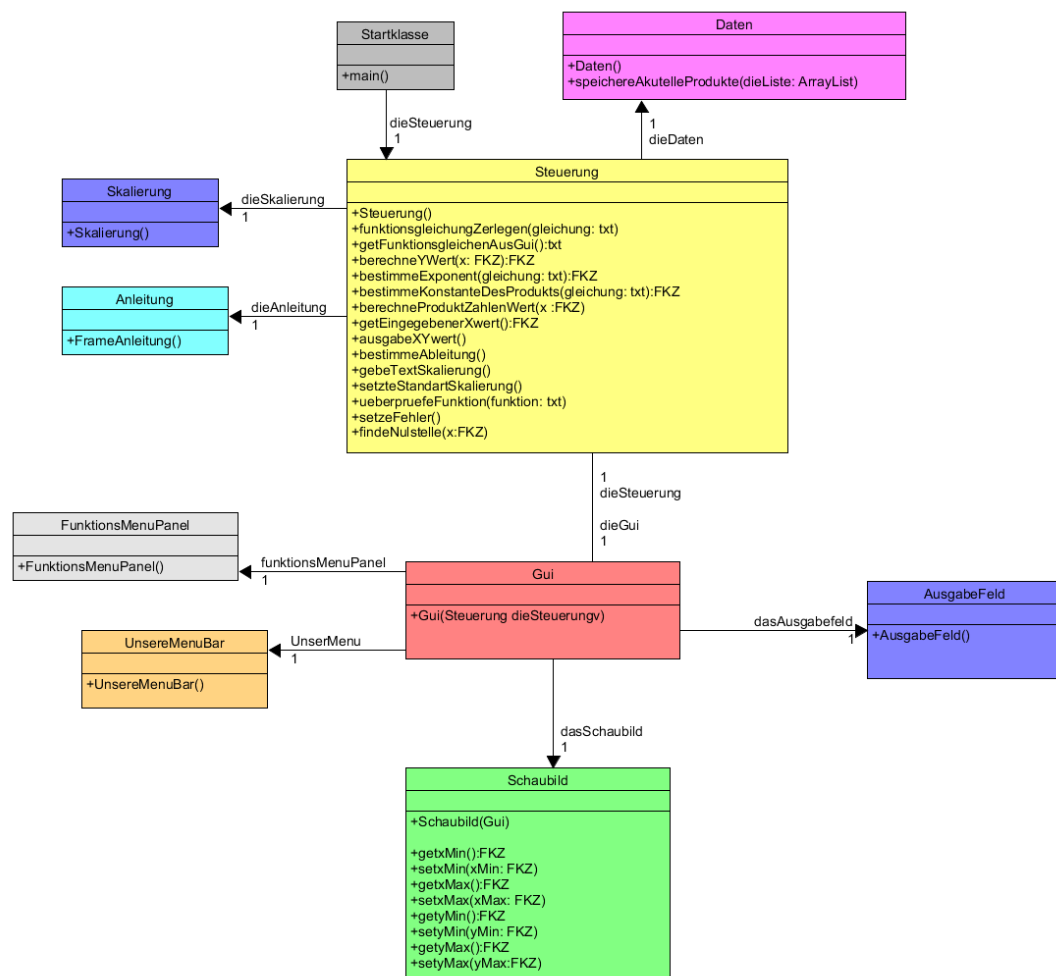 Startklasse
+main()
Daten
+Daten()
+speichereAkutelleProdukte(dieListe: ArrayList)
dieSteuerung
1
1
dieDaten
Steuerung
+Steuerung()
+funktionsgleichungZerlegen(gleichung: txt)
+getFunktionsgleichenAusGui():txt
+berechneYWert(x: FKZ):FKZ
+bestimmeExponent(gleichung: txt):FKZ
+bestimmeKonstanteDesProdukts(gleichung: txt):FKZ
+berechneProduktZahlenWert(x :FKZ)
+getEingegebenerXwert():FKZ
+ausgabeXYwert()
+bestimmeAbleitung()
+gebeTextSkalierung()
+setzteStandartSkalierung()
+ueberpruefeFunktion(funktion: txt)
+setzeFehler()
+findeNulstelle(x:FKZ)
Skalierung
+Skalierung()
dieSkalierung
1
Anleitung
+FrameAnleitung()
dieAnleitung
1
1
dieSteuerung
dieGui
1
FunktionsMenuPanel
+FunktionsMenuPanel()
funktionsMenuPanel
1
Gui
+Gui(Steuerung dieSteuerungv)
UnsereMenuBar
+UnsereMenuBar()
UnserMenu
1
dasAusgabefeld
1
AusgabeFeld
+AusgabeFeld()
dasSchaubild
1
Schaubild
+Schaubild(Gui)
+getxMin():FKZ
+setxMin(xMin: FKZ)
+getxMax():FKZ
+setxMax(xMax: FKZ)
+getyMin():FKZ
+setyMin(yMin: FKZ)
+getyMax():FKZ
+setyMax(yMax:FKZ)